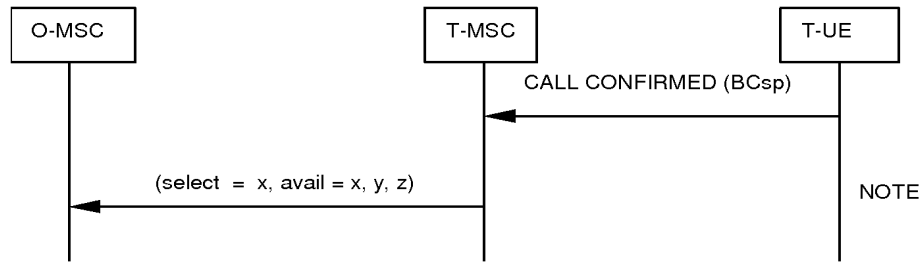 O-MSC
T-MSC
T-UE
CALL CONFIRMED (BCsp)
(select = x, avail = x, y, z)
NOTE